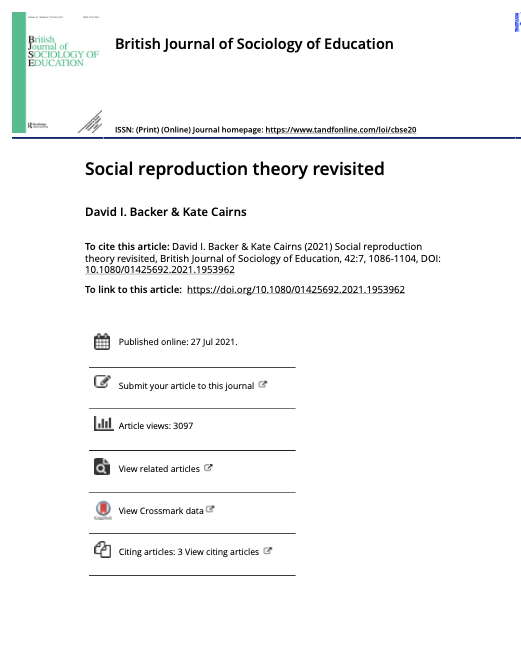 British
Journal of
SOCIOLOGY OF
EDUCATION
British Journal of Sociology of Education
ISSN: (Print) (Online) Journal homepage: https://www.tandfonline.com/loi/cbse20
Social reproduction theory revisited
David I. Backer & Kate Cairns
To cite this article: David I. Backer & Kate Cairns (2021) Social reproduction
theory revisited, British Journal of Sociology of Education, 42:7, 1086-1104, DOI:
10.1080/01425692.2021.1953962
To link to this article: https://doi.org/10.1080/01425692.2021.1953962
Published online: 27 Jul 2021.
Submit your article to this journal
Article views: 3097
View related articles
View Crossmark data
Citing articles: 3 View citing articles